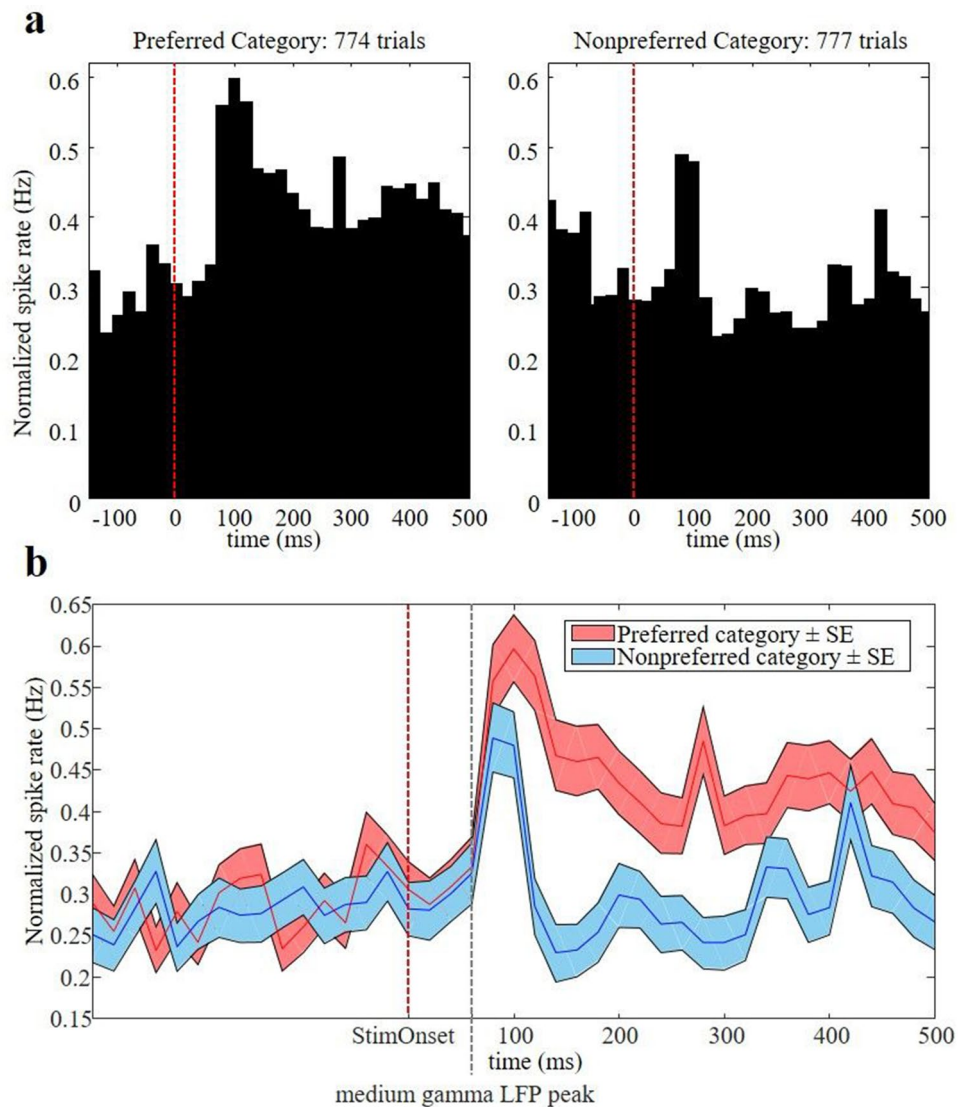 a
Preferred Category: 774 trials
Nonpreferred Category: 777 trials
Normalized spike rate (Hz)
0.6
0.5
0.4
0.3
0.2
0.1
0
-100 0 100 200 300 400 500
time (ms)
0.6
0.5
0.4
0.3
0.2
0.1
0
-100 0 100 200 300 400 500
time (ms)
b
Normalized spike rate (Hz)
0.65
0.6
0.55
0.5
0.45
0.4
0.35
0.3
0.25
0.2
0.15
Preferred category ± SE
Nonpreferred category ± SE
StimOnset 100 200 300 400 500
time (ms)
medium gamma LFP peak